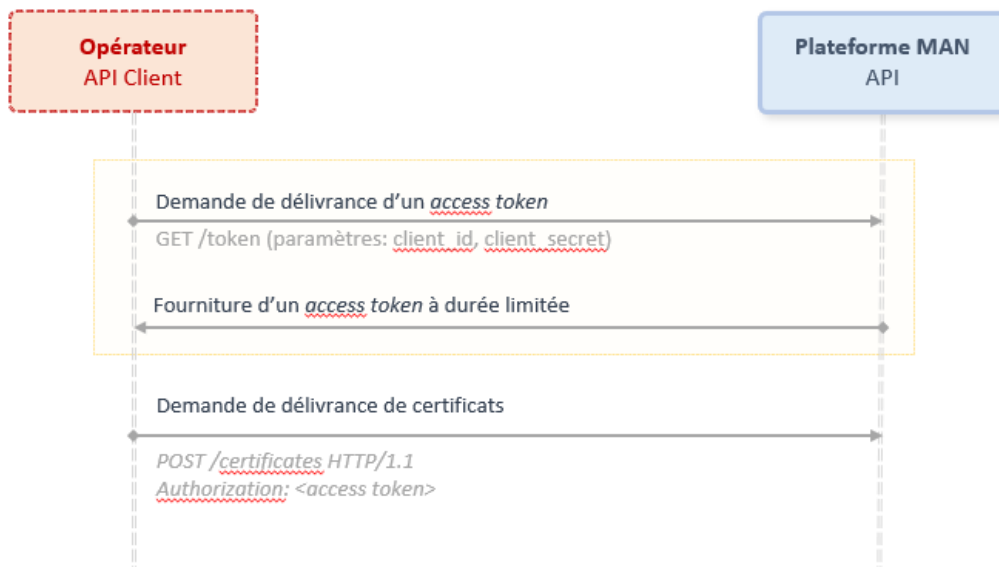 Opérateur
API Client
Plateforme MAN
API
Demande de délivrance d’un access token
GET /token (paramètres: client_id, client_secret)
Fourniture d’un access token à durée limitée
Demande de délivrance de certificats
POST /certificates HTTP/1.1
Authorization: <access token>